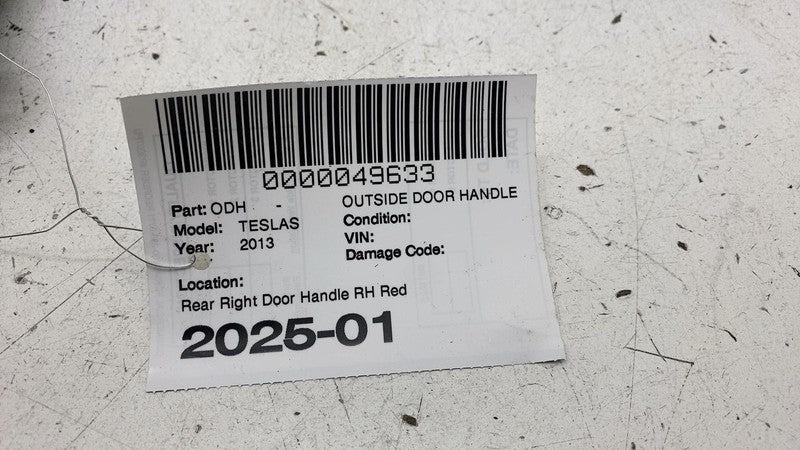 0000049633
Part: ODH - OUTSIDE DOOR HANDLE
Model: TESLAS Condition:
Year: 2013 VIN:
Damage Code:
Location:
Rear Right Door Handle RH Red
2025-01